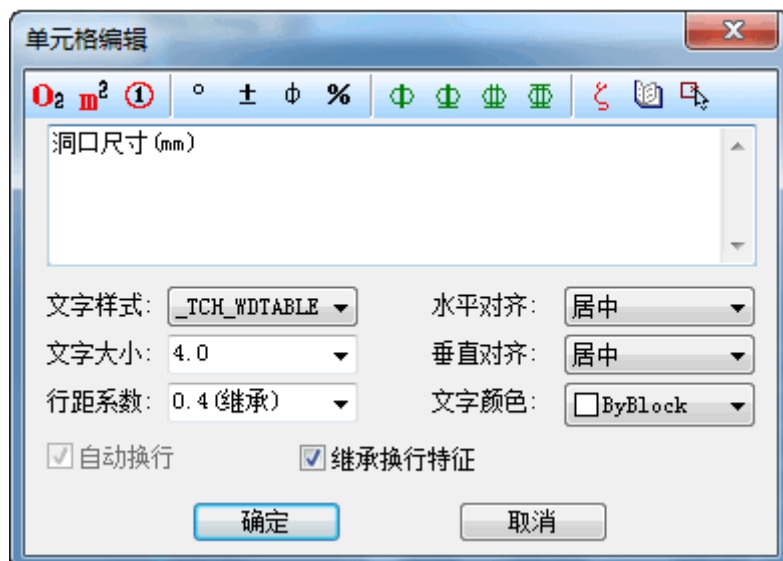 单元格编辑
O₂ m² ① ° ± ϕ %
洞口尺寸(mm)
文字样式: _TCH_WDTABLE 水平对齐: 居中
文字大小: 4.0 垂直对齐: 居中
行距系数: 0.4(继承) 文字颜色: ByBlock
自动换行 继承换行特征
确定 取消